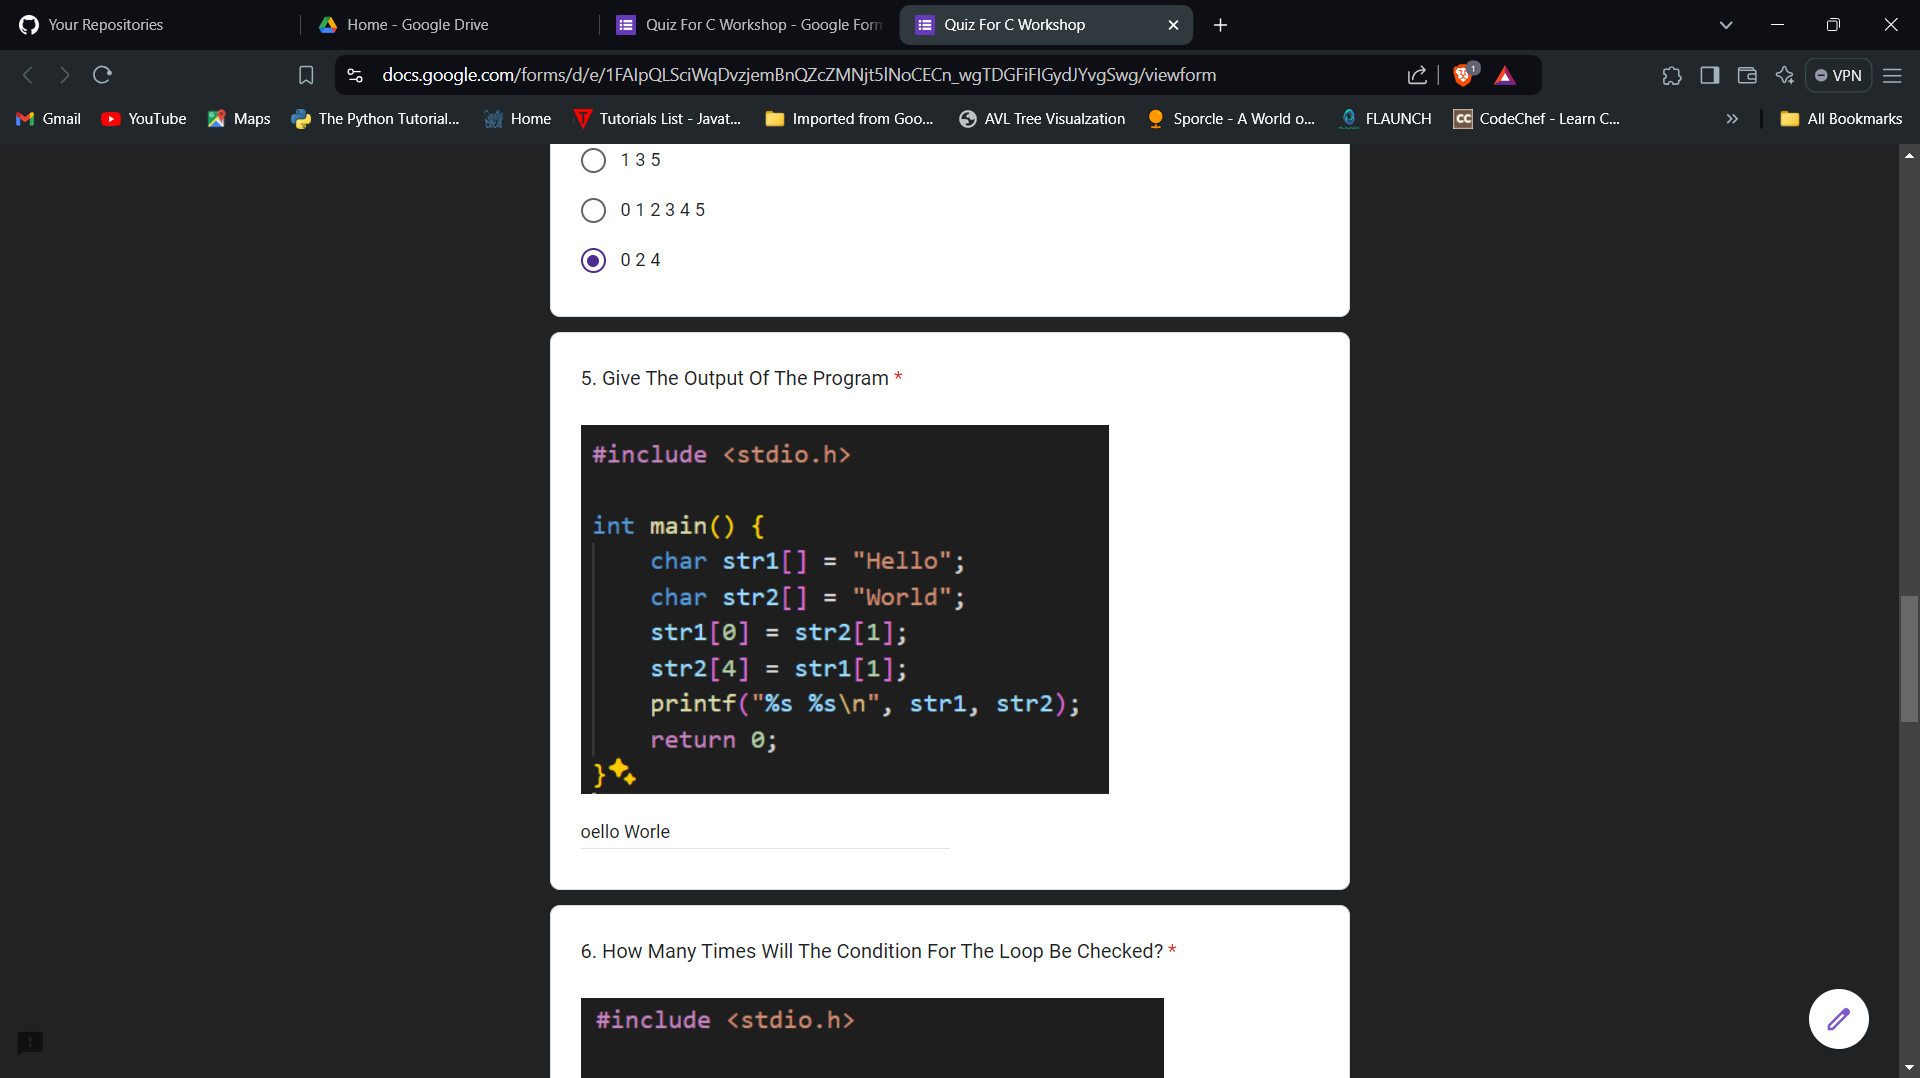 Your Repositories
Home - Google Drive
Quiz For C Workshop - Google Form
Quiz For C Workshop
docs.google.com/forms/d/e/1FAIpQLSciWqDvzjemBnQZcZMNjt5lNoCECn_wgTDGFiFIGydJYvgSwg/viewform
1
VPN
Gmail
YouTube
Maps
The Python Tutorial...
Home
Tutorials List - Javat...
Imported from Goo...
AVL Tree Visualzation
Sporcle - A World o...
FLAUNCH
CC
CodeChef - Learn C...
All Bookmarks
1 3 5
0 1 2 3 4 5
0 2 4
5. Give The Output Of The Program *
#include <stdio.h>
int main() {
char str1[] = "Hello";
char str2[] = "World";
str1[0] = str2[1];
str2[4] = str1[1];
printf("%s %s\n", str1, str2);
return 0;
}
oello Worle
6. How Many Times Will The Condition For The Loop Be Checked? *
#include <stdio.h>